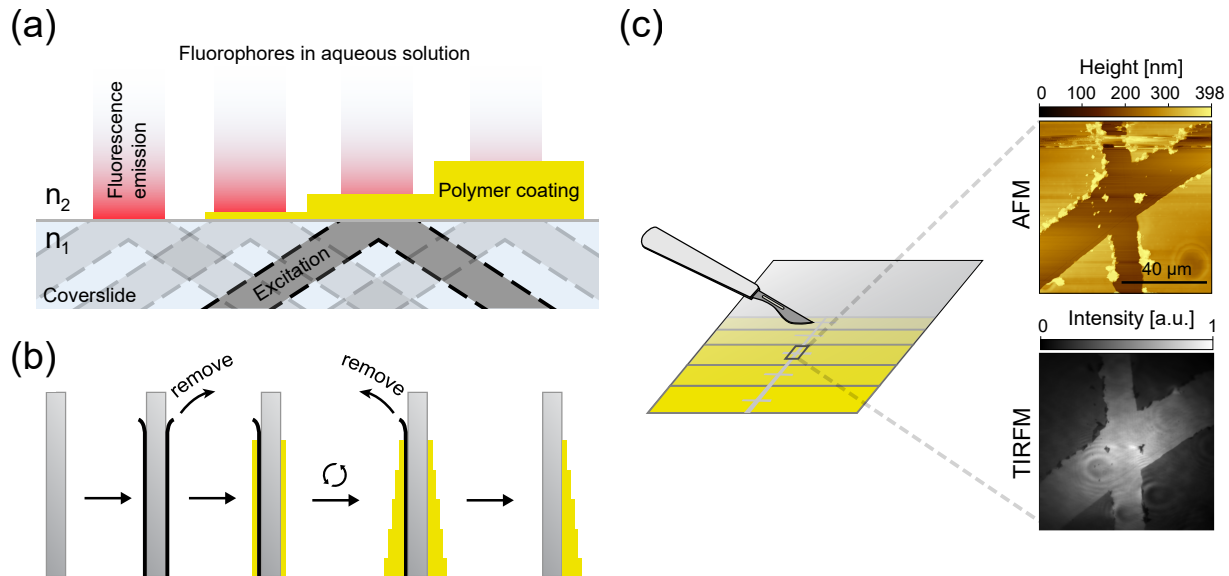 (a)
Fluorophores in aqueous solution
Fluorescence
emission
n2
Polymer coating
n1
Excitation
Coverslide
(b)
remove
remove
(c)
Height [nm]
0 100 200 300 398
AFM
40 µm
Intensity [a.u.]
0 1
TIRFM